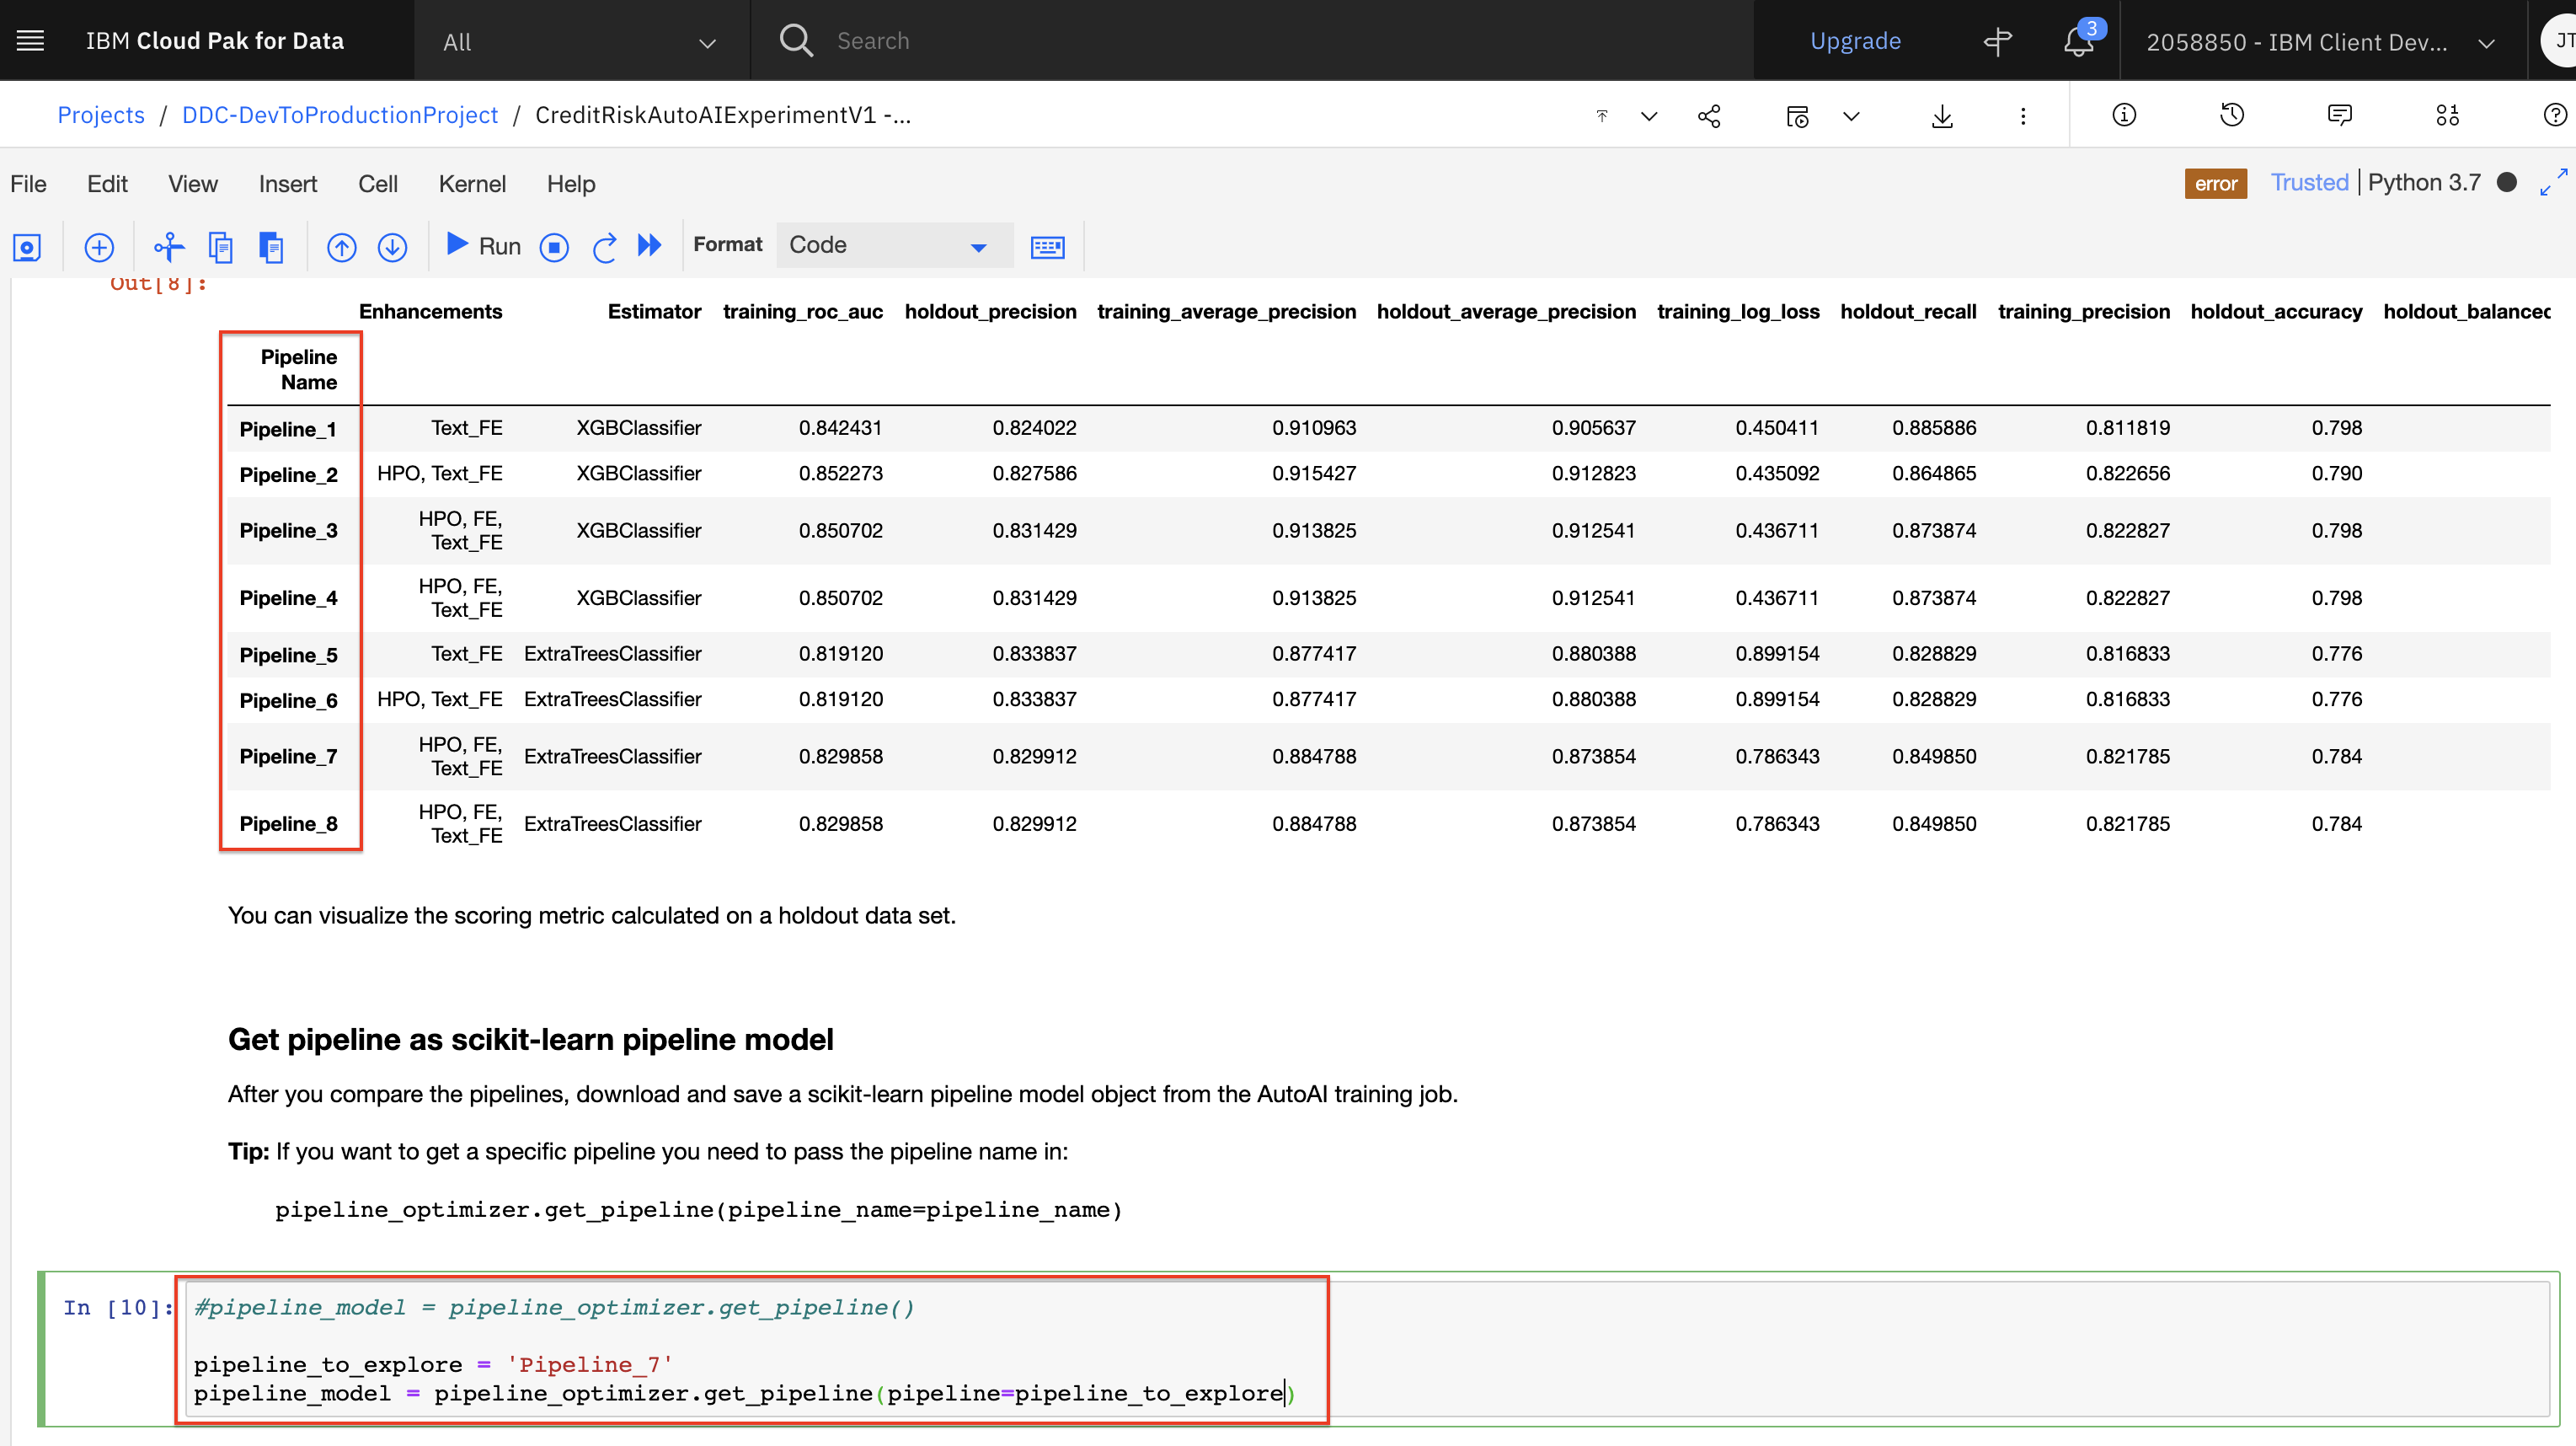 IBM Cloud Pak for Data
All
Search
Upgrade
3
2058850 - IBM Client Dev...
JT
Projects / DDC-DevToProductionProject / CreditRiskAutoAIExperimentV1 -...
File Edit View Insert Cell Kernel Help
error Trusted | Python 3.7
Run Format Code
Out[8]:
Enhancements Estimator training_roc_auc holdout_precision training_average_precision holdout_average_precision training_log_loss holdout_recall training_precision holdout_accuracy holdout_balanced
Pipeline
Name
Pipeline_1 Text_FE XGBClassifier 0.842431 0.824022 0.910963 0.905637 0.450411 0.885886 0.811819 0.798
Pipeline_2 HPO, Text_FE XGBClassifier 0.852273 0.827586 0.915427 0.912823 0.435092 0.864865 0.822656 0.790
HPO, FE,
Pipeline_3 Text_FE XGBClassifier 0.850702 0.831429 0.913825 0.912541 0.436711 0.873874 0.822827 0.798
HPO, FE,
Pipeline_4 Text_FE XGBClassifier 0.850702 0.831429 0.913825 0.912541 0.436711 0.873874 0.822827 0.798
Pipeline_5 Text_FE ExtraTreesClassifier 0.819120 0.833837 0.877417 0.880388 0.899154 0.828829 0.816833 0.776
Pipeline_6 HPO, Text_FE ExtraTreesClassifier 0.819120 0.833837 0.877417 0.880388 0.899154 0.828829 0.816833 0.776
HPO, FE,
Pipeline_7 Text_FE ExtraTreesClassifier 0.829858 0.829912 0.884788 0.873854 0.786343 0.849850 0.821785 0.784
HPO, FE,
Pipeline_8 Text_FE ExtraTreesClassifier 0.829858 0.829912 0.884788 0.873854 0.786343 0.849850 0.821785 0.784
You can visualize the scoring metric calculated on a holdout data set.
Get pipeline as scikit-learn pipeline model
After you compare the pipelines, download and save a scikit-learn pipeline model object from the AutoAI training job.
Tip: If you want to get a specific pipeline you need to pass the pipeline name in:
pipeline_optimizer.get_pipeline(pipeline_name=pipeline_name)
In [10]: #pipeline_model = pipeline_optimizer.get_pipeline()
pipeline_to_explore = 'Pipeline_7'
pipeline_model = pipeline_optimizer.get_pipeline(pipeline=pipeline_to_explore)